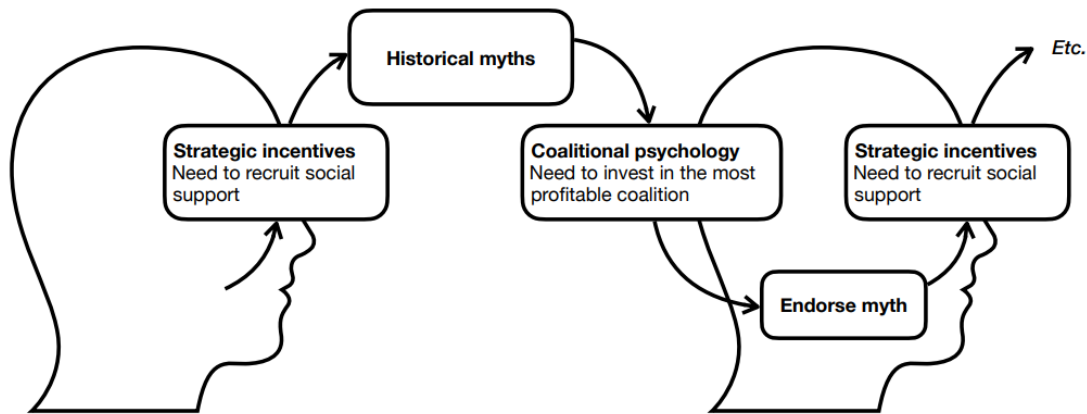 Historical myths
Etc.
Strategic incentives
Need to recruit social
support
Coalitional psychology
Need to invest in the most
profitable coalition
Strategic incentives
Need to recruit social
support
Endorse myth